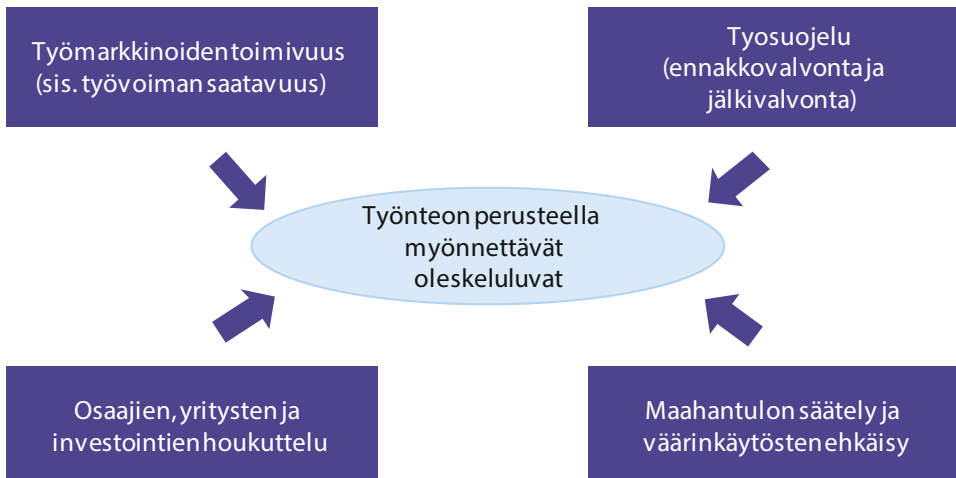 Työmarkkinoiden toimivuus
(sis. työvoiman saatavuus)
Tyosuojelu
(ennakkovalvonta ja
jälkivalvonta)
Työnteon perusteella
myönnettävät
oleskeluluvat
Osaajien, yritysten ja
investointien houkuttelu
Maahantulon säätely ja
väärinkäytösten ehkäisy